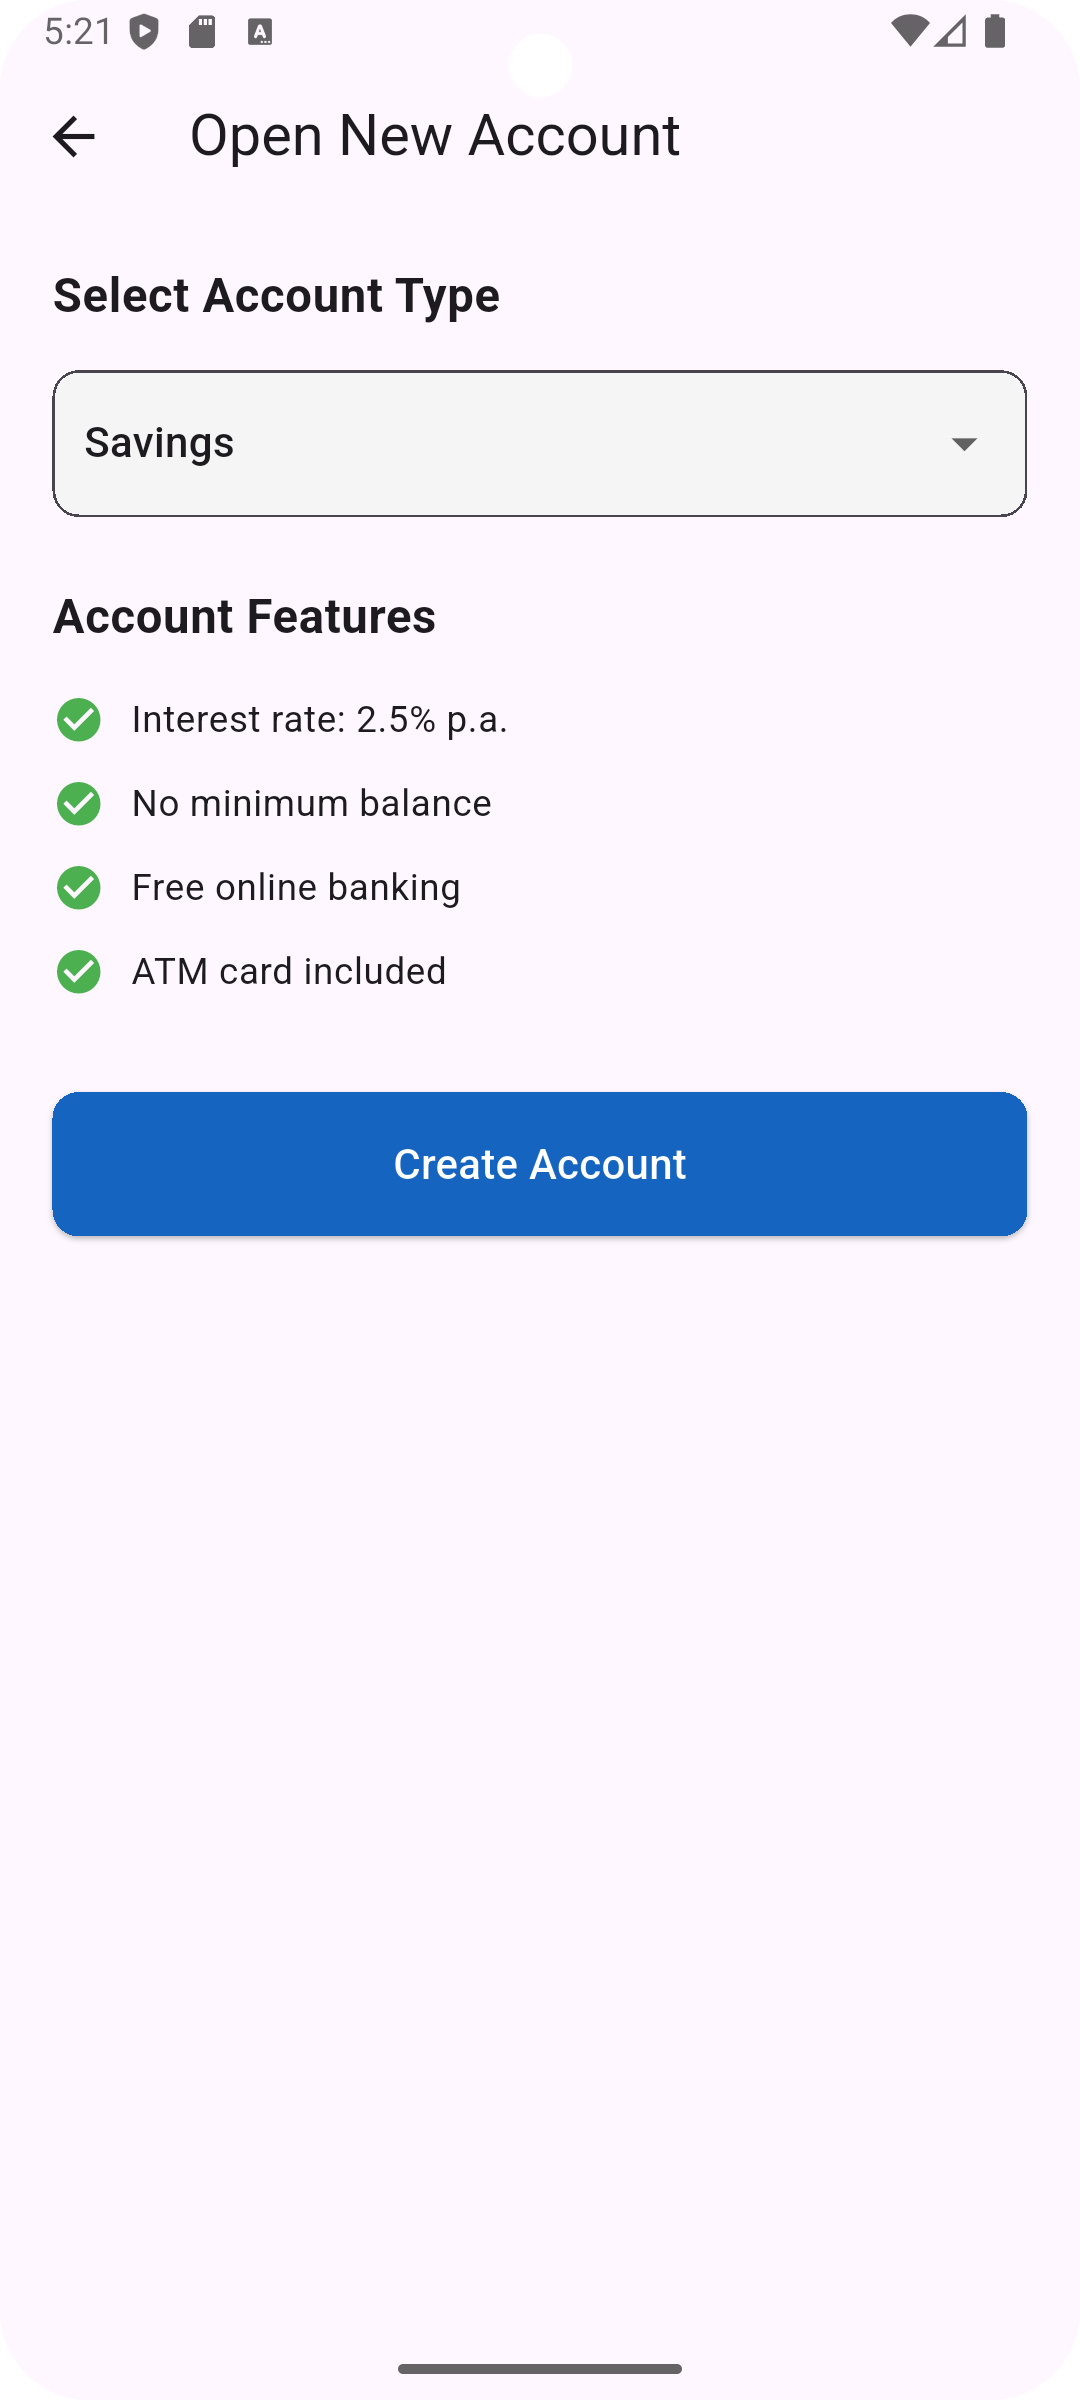 5:21
Open New Account
Select Account Type
Savings
Account Features
Interest rate: 2.5% p.a.
No minimum balance
Free online banking
ATM card included
Create Account